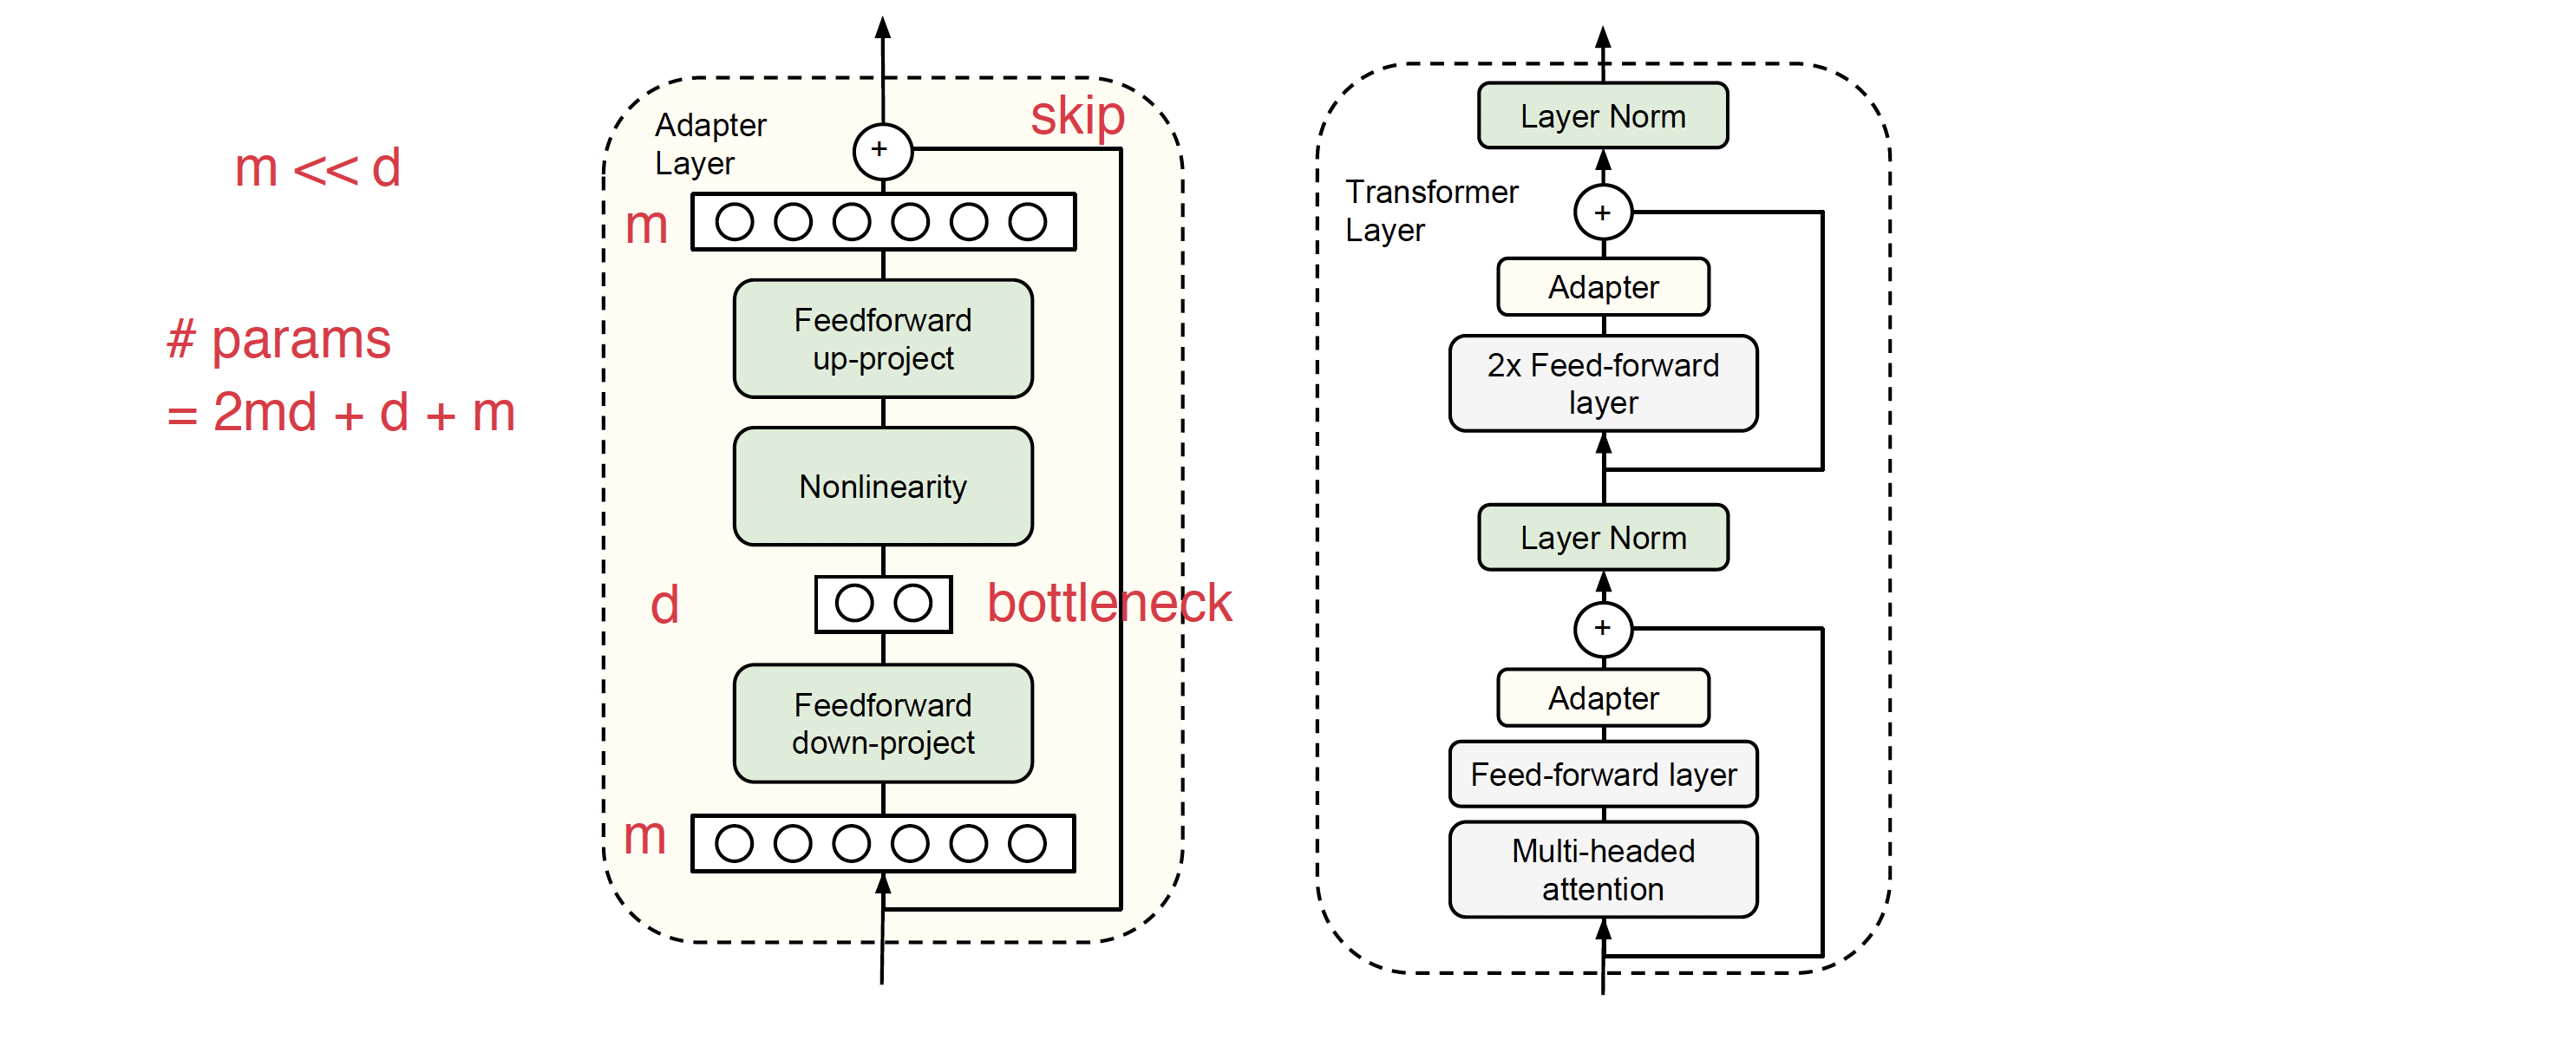 m << d
# params
= 2md + d + m
Adapter
Layer
skip
+
m
Feedforward
up-project
Nonlinearity
d
bottleneck
Feedforward
down-project
m
Layer Norm
Transformer
Layer
+
Adapter
2x Feed-forward
layer
Layer Norm
+
Adapter
Feed-forward layer
Multi-headed
attention